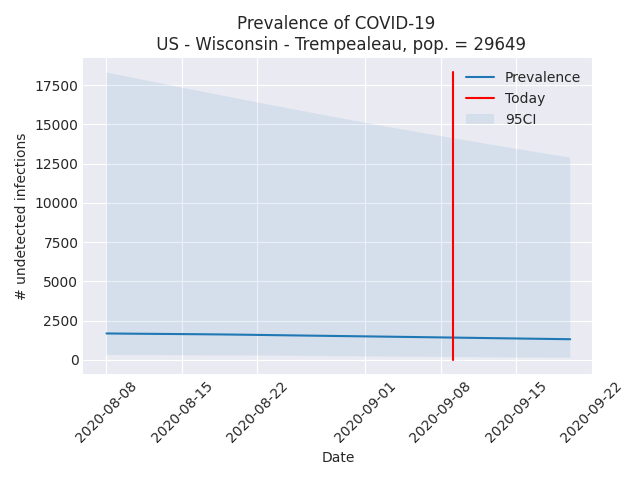 Prevalence of COVID-19
US - Wisconsin - Trempealeau, pop. = 29649
Prevalence
Today
95CI
17500
15000
12500
10000
7500
5000
2500
0
# undetected infections
2020-08-08
2020-08-15
2020-08-22
2020-09-01
2020-09-08
2020-09-15
2020-09-22
Date